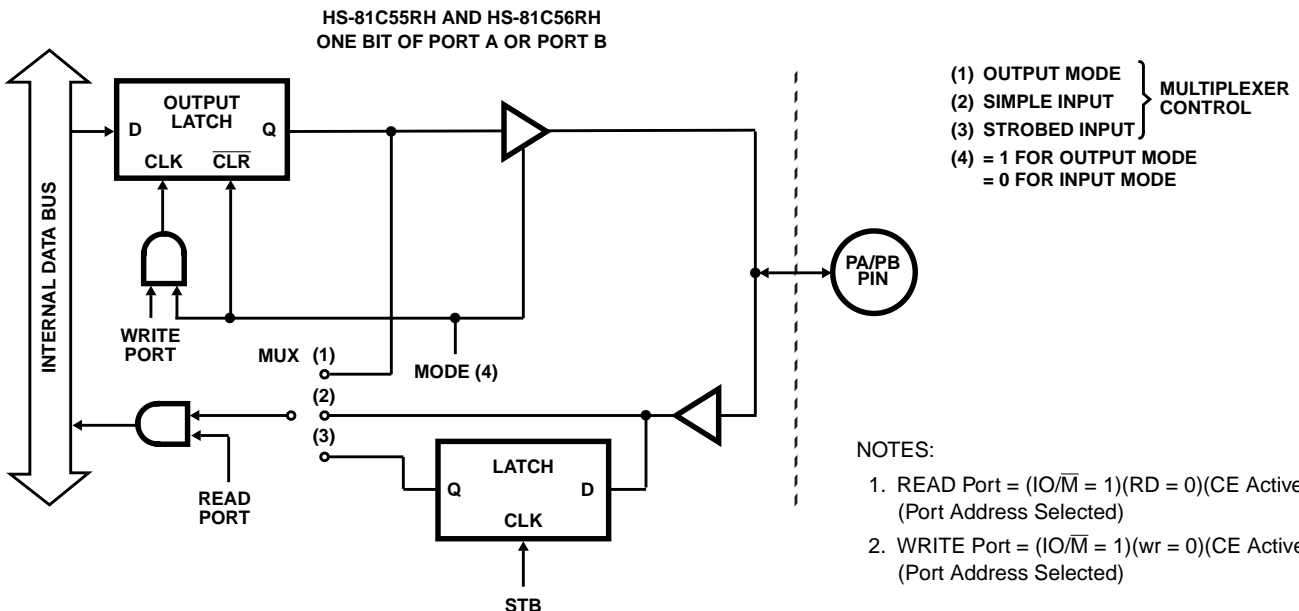 HS-81C55RH AND HS-81C56RH
ONE BIT OF PORT A OR PORT B
INTERNAL DATA BUS
OUTPUT
LATCH
D
Q
CLK
C̅L̅R̅
WRITE
PORT
MUX
(1)
(2)
(3)
MODE (4)
READ
PORT
LATCH
Q
D
CLK
STB
PA/PB
PIN
(1) OUTPUT MODE
(2) SIMPLE INPUT
(3) STROBED INPUT
MULTIPLEXER
CONTROL
(4) = 1 FOR OUTPUT MODE
= 0 FOR INPUT MODE
NOTES:
1. READ Port = (IO/M̅ = 1)(RD = 0)(CE Active
(Port Address Selected)
2. WRITE Port = (IO/M̅ = 1)(wr = 0)(CE Active
(Port Address Selected)